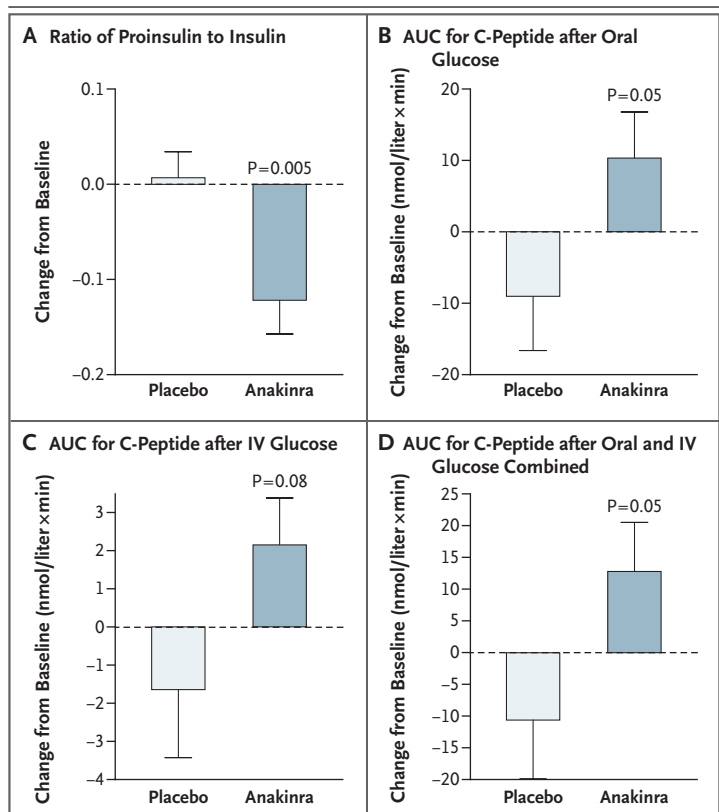 A Ratio of Proinsulin to Insulin
Change from Baseline
0.1
0.0
−0.1
−0.2
P=0.005
Placebo
Anakinra
B AUC for C-Peptide after Oral
Glucose
Change from Baseline (nmol/liter×min)
20
10
0
−10
−20
P=0.05
Placebo
Anakinra
C AUC for C-Peptide after IV Glucose
Change from Baseline (nmol/liter×min)
3
2
1
0
−1
−2
−3
−4
P=0.08
Placebo
Anakinra
D AUC for C-Peptide after Oral and IV
Glucose Combined
Change from Baseline (nmol/liter×min)
25
20
15
10
5
0
−5
−10
−15
−20
P=0.05
Placebo
Anakinra